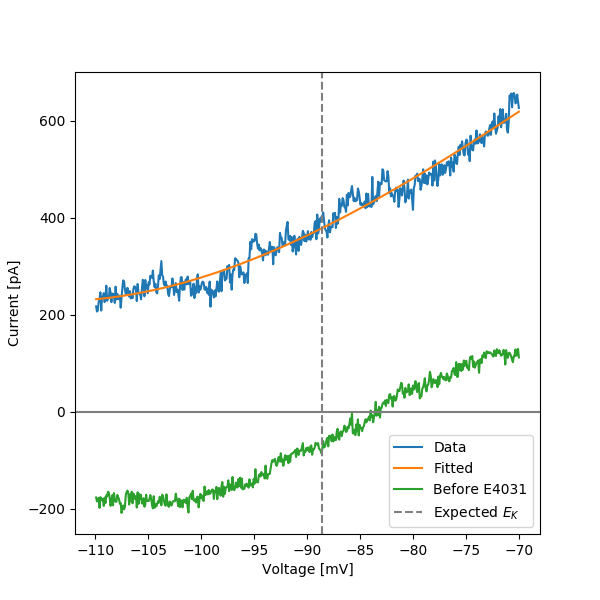 600
400
200
0
−200
Current [pA]
−110
−105
−100
−95
−90
−85
−80
−75
−70
Voltage [mV]
Data
Fitted
Before E4031
Expected E_K